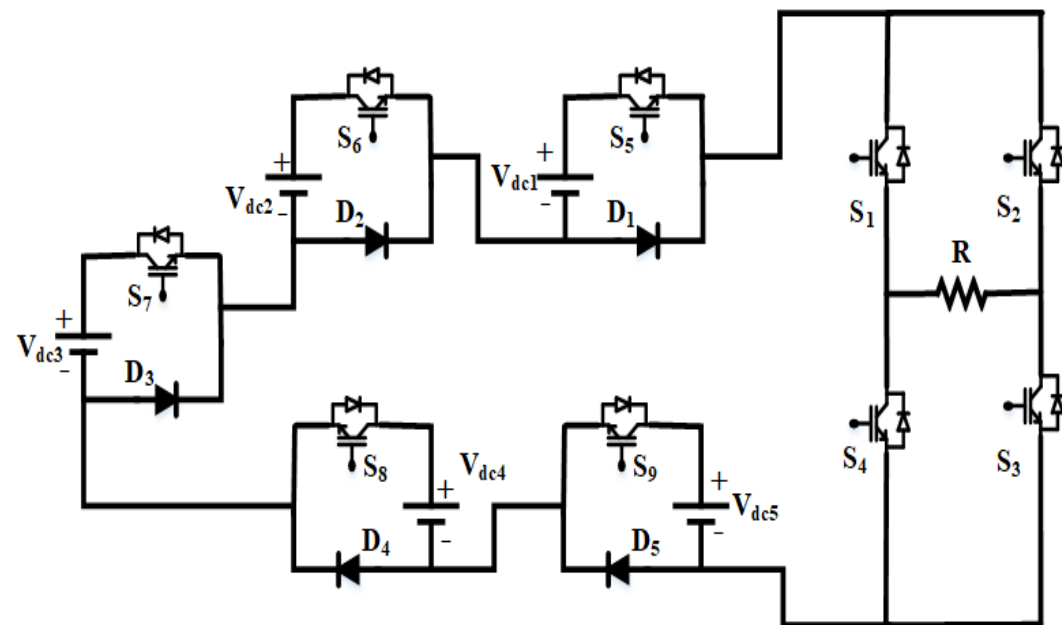 S6
S5
+
Vdc2
-
D2
+
Vdc1
-
D1
S1
S2
S7
+
Vdc3
-
D3
R
S8
+
Vdc4
-
D4
S9
+
Vdc5
-
D5
S4
S3